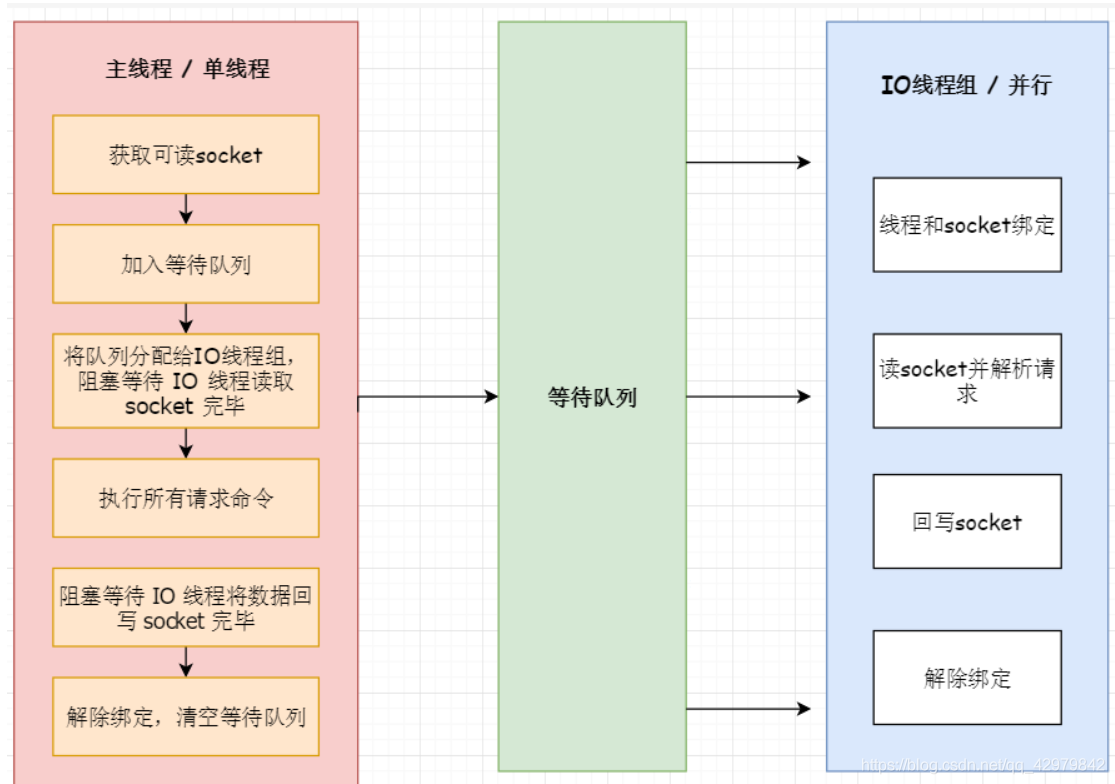 主线程 / 单线程
获取可读socket
加入等待队列
将队列分配给IO线程组,
阻塞等待 IO 线程读取
socket 完毕
执行所有请求命令
阻塞等待 IO 线程将数据回
写 socket 完毕
解除绑定，清空等待队列
等待队列
IO线程组 / 并行
线程和socket绑定
读socket并解析请
求
回写socket
解除绑定
https://blog.csdn.net/qq_42979842